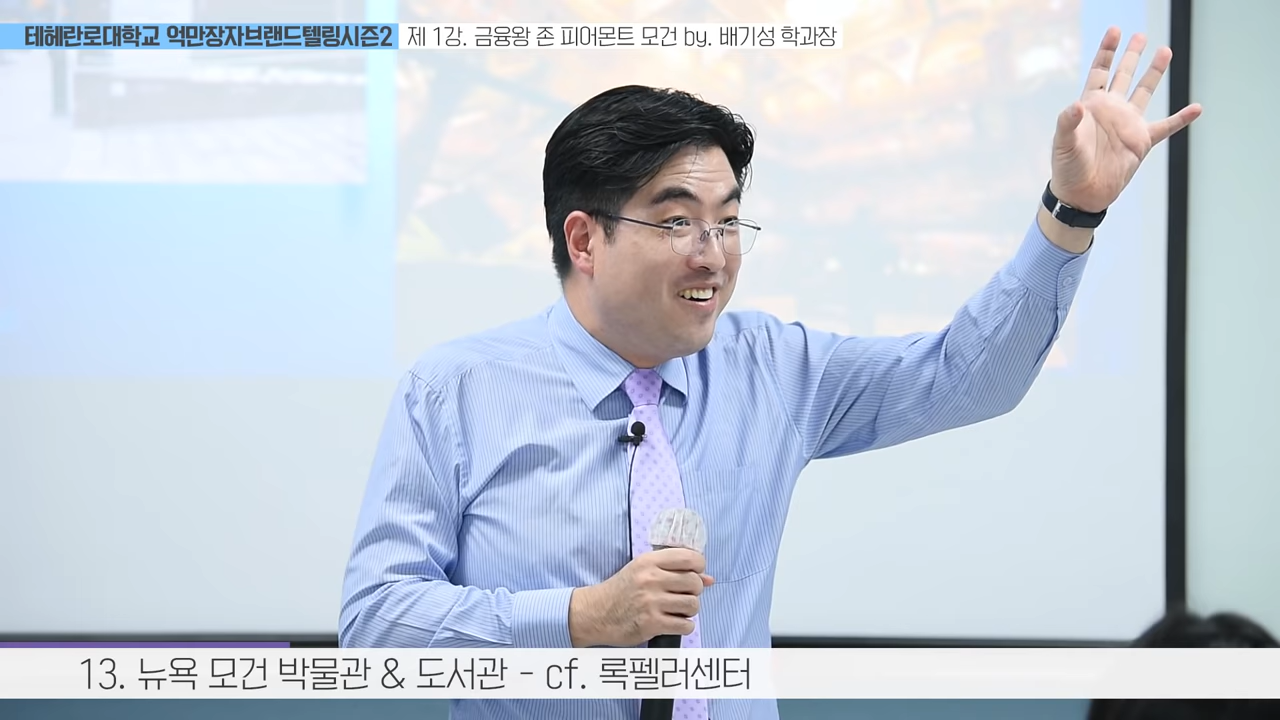 테헤란로대학교 억만장자브랜드텔링시즌2 제 1강. 금융왕 존 피어몬트 모건 by. 배기성 학과장
13. 뉴욕 모건 박물관 & 도서관 - cf. 록펠러센터